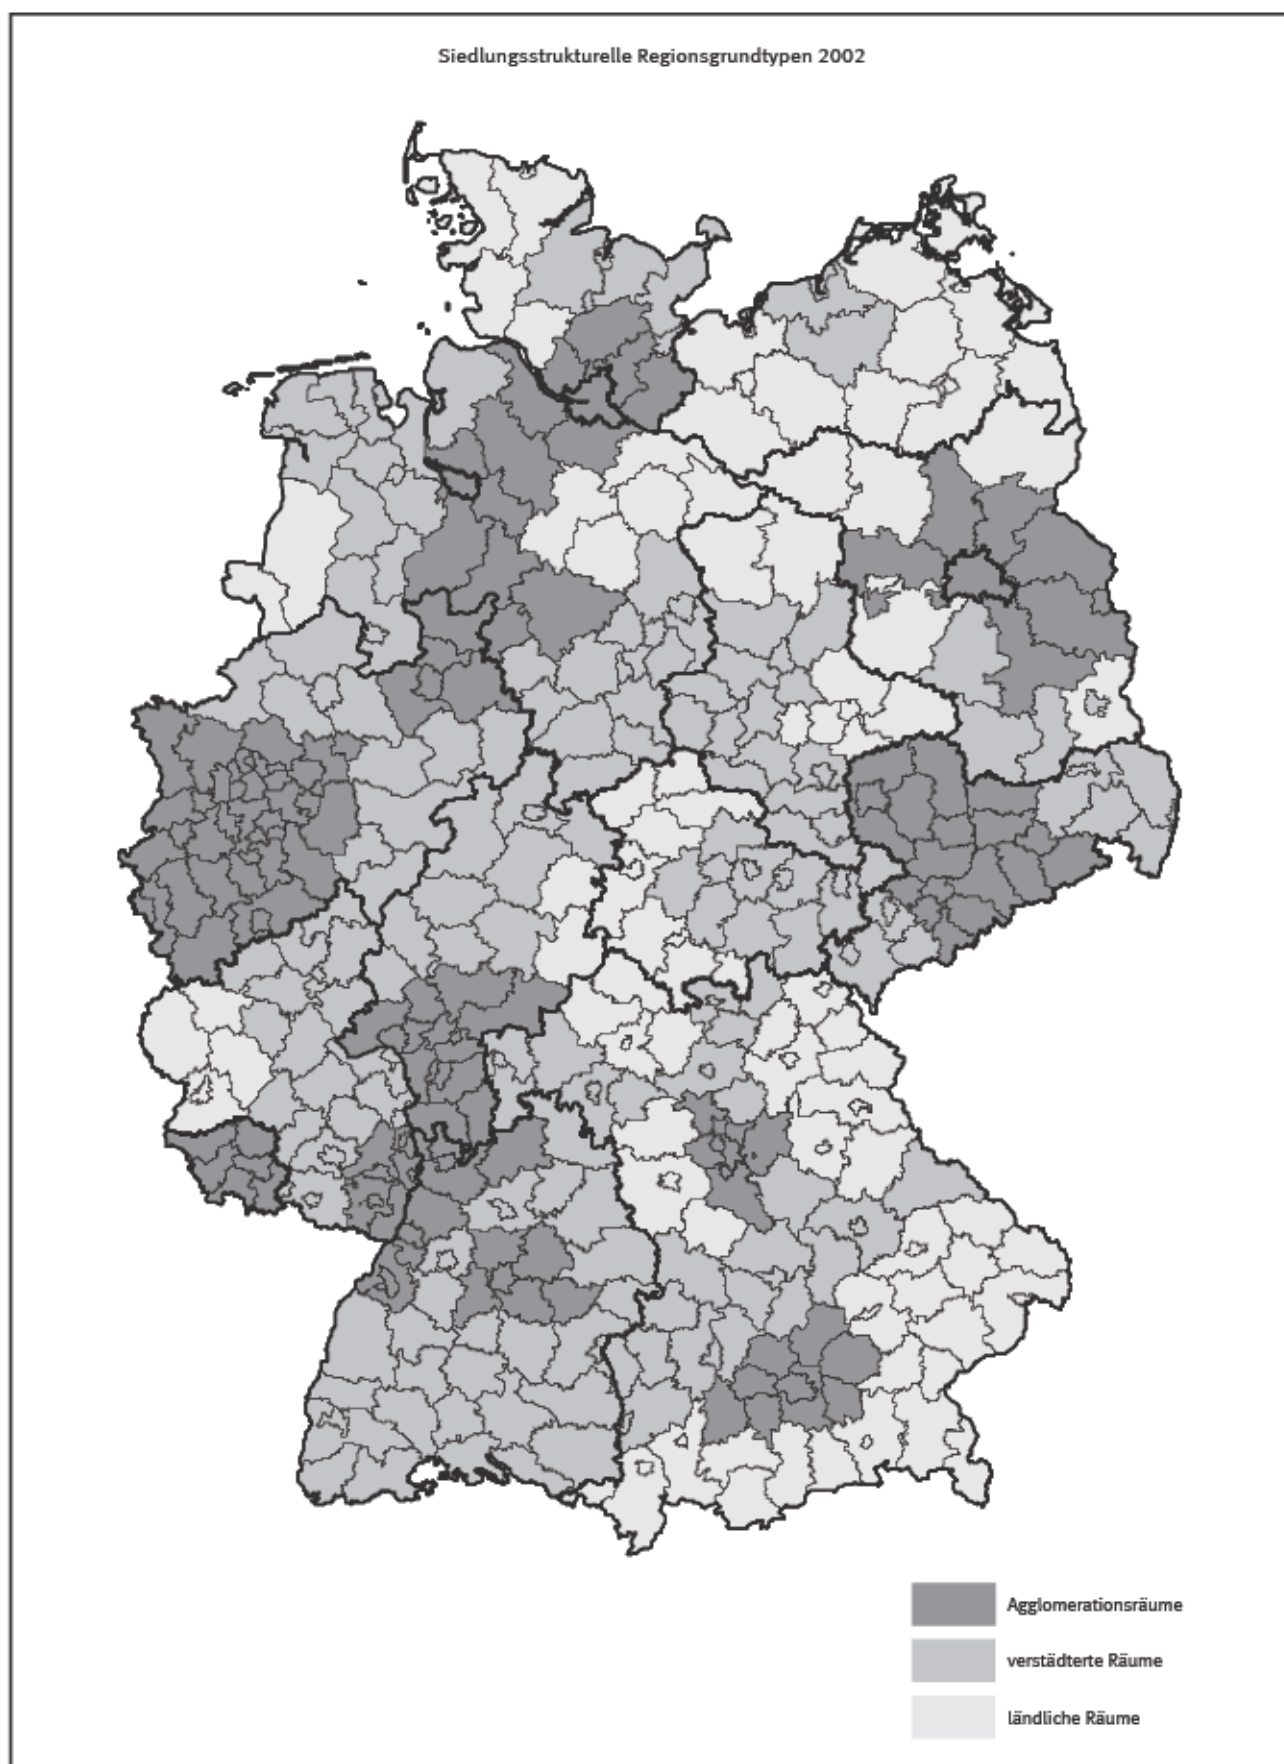 Siedlungsstrukturelle Regionsgrundtypen 2002
Agglomerationsräume
verstädterte Räume
ländliche Räume